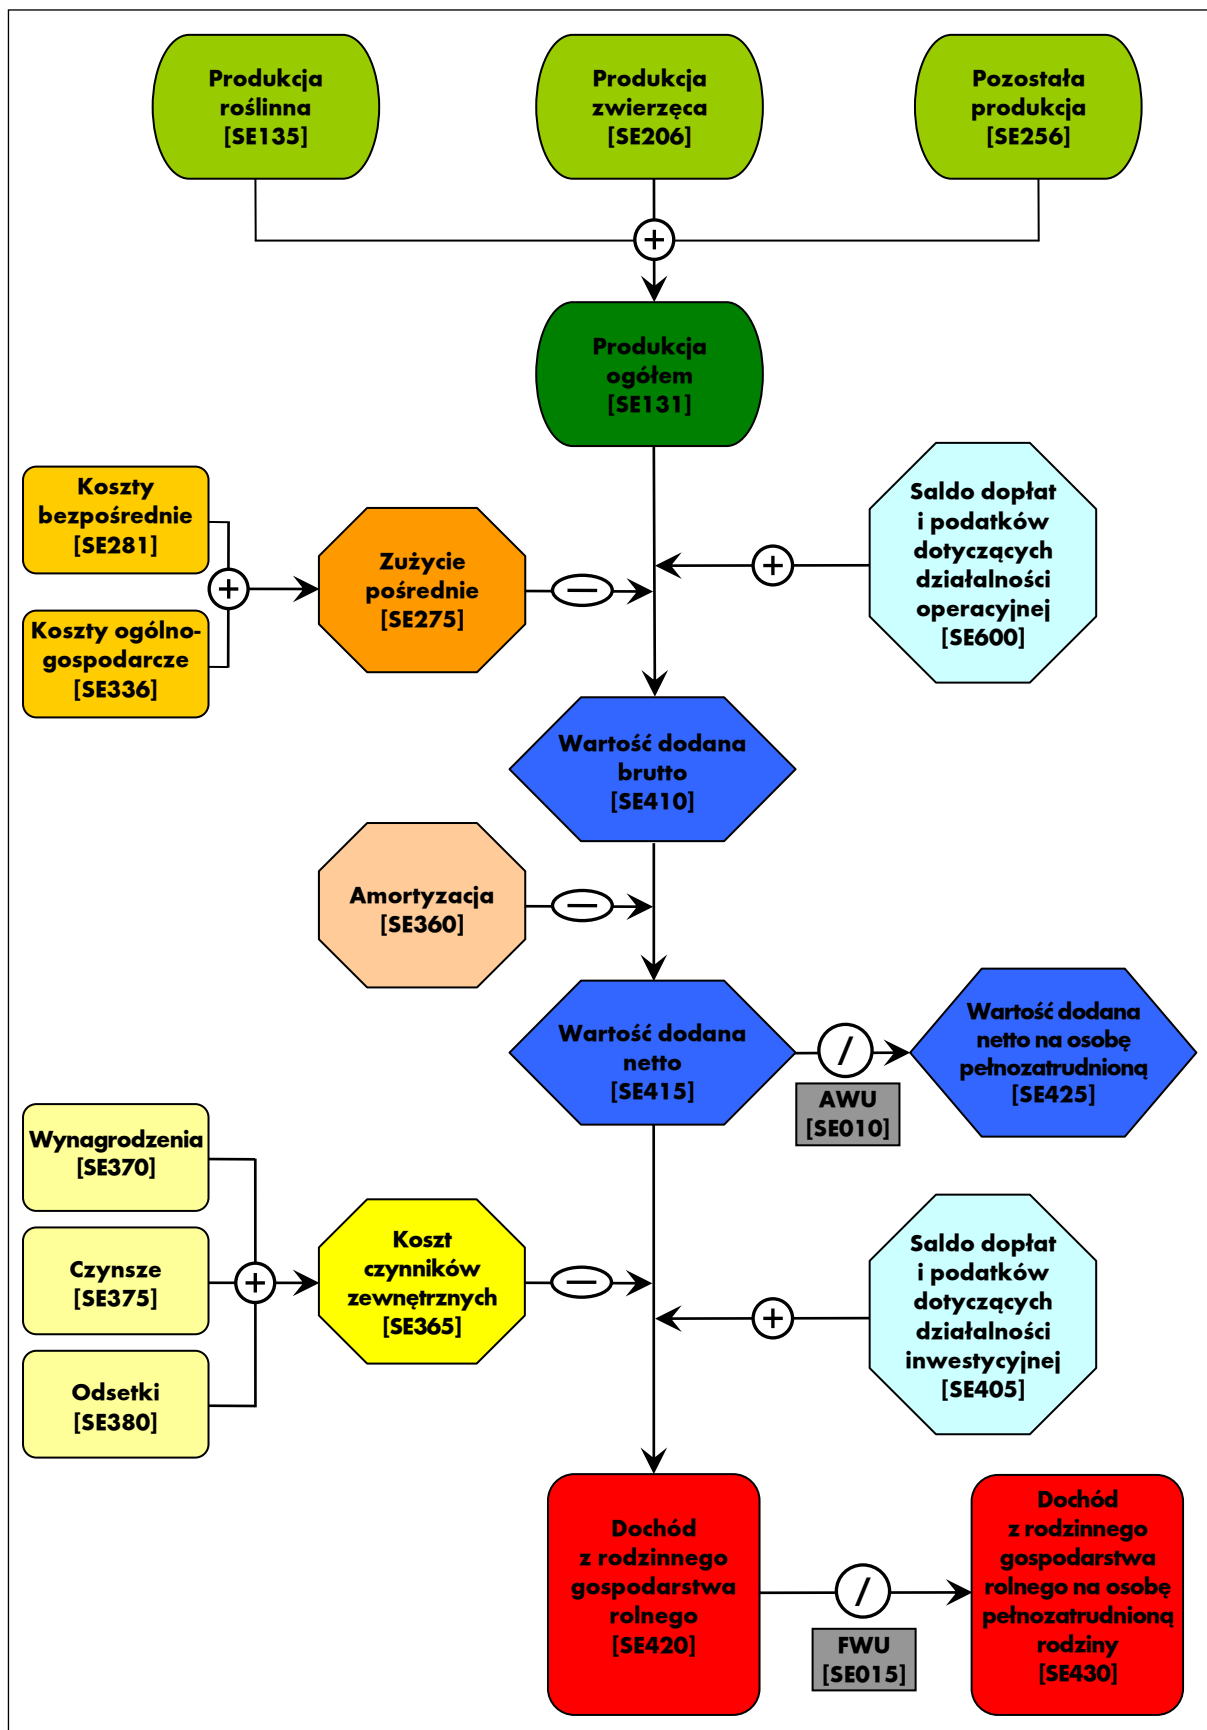 Produkcja
roślinna
[SE135]
Produkcja
zwierzęca
[SE206]
Pozostała
produkcja
[SE256]
+
Produkcja
ogółem
[SE131]
Koszty
bezpośrednie
[SE281]
+
Koszty ogólno-
gospodarcze
[SE336]
Zużycie
pośrednie
[SE275]
—
+
Saldo dopłat
i podatków
dotyczących
działalności
operacyjnej
[SE600]
Wartość dodana
brutto
[SE410]
Amortyzacja
[SE360]
—
Wartość dodana
netto
[SE415]
/
AWU
[SE010]
Wartość dodana
netto na osobę
pełnozatrudnioną
[SE425]
Wynagrodzenia
[SE370]
Czynsze
[SE375]
+
Odsetki
[SE380]
Koszt
czynników
zewnętrznych
[SE365]
—
+
Saldo dopłat
i podatków
dotyczących
działalności
inwestycyjnej
[SE405]
Dochód
z rodzinnego
gospodarstwa
rolnego
[SE420]
/
FWU
[SE015]
Dochód
z rodzinnego
gospodarstwa
rolnego na osobę
pełnozatrudnioną
rodziny
[SE430]